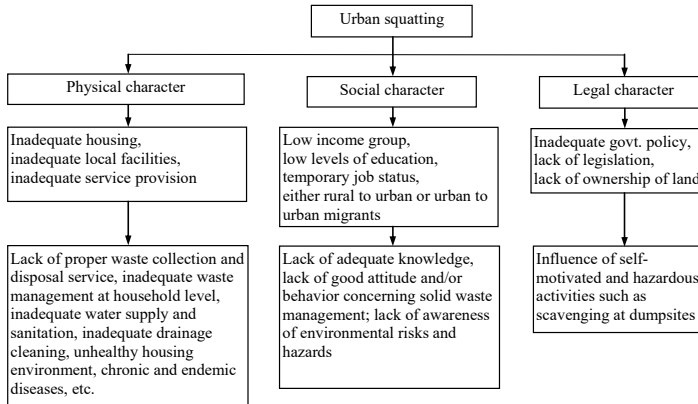 Urban squatting
Physical character
Social character
Legal character
Inadequate housing,
inadequate local facilities,
inadequate service provision
Low income group,
low levels of education,
temporary job status,
either rural to urban or urban to
urban migrants
Inadequate govt. policy,
lack of legislation,
lack of ownership of land
Lack of proper waste collection and
disposal service, inadequate waste
management at household level,
inadequate water supply and
sanitation, inadequate drainage
cleaning, unhealthy housing
environment, chronic and endemic
diseases, etc.
Lack of adequate knowledge,
lack of good attitude and/or
behavior concerning solid waste
management; lack of awareness
of environmental risks and
hazards
Influence of self-
motivated and hazardous
activities such as
scavenging at dumpsites